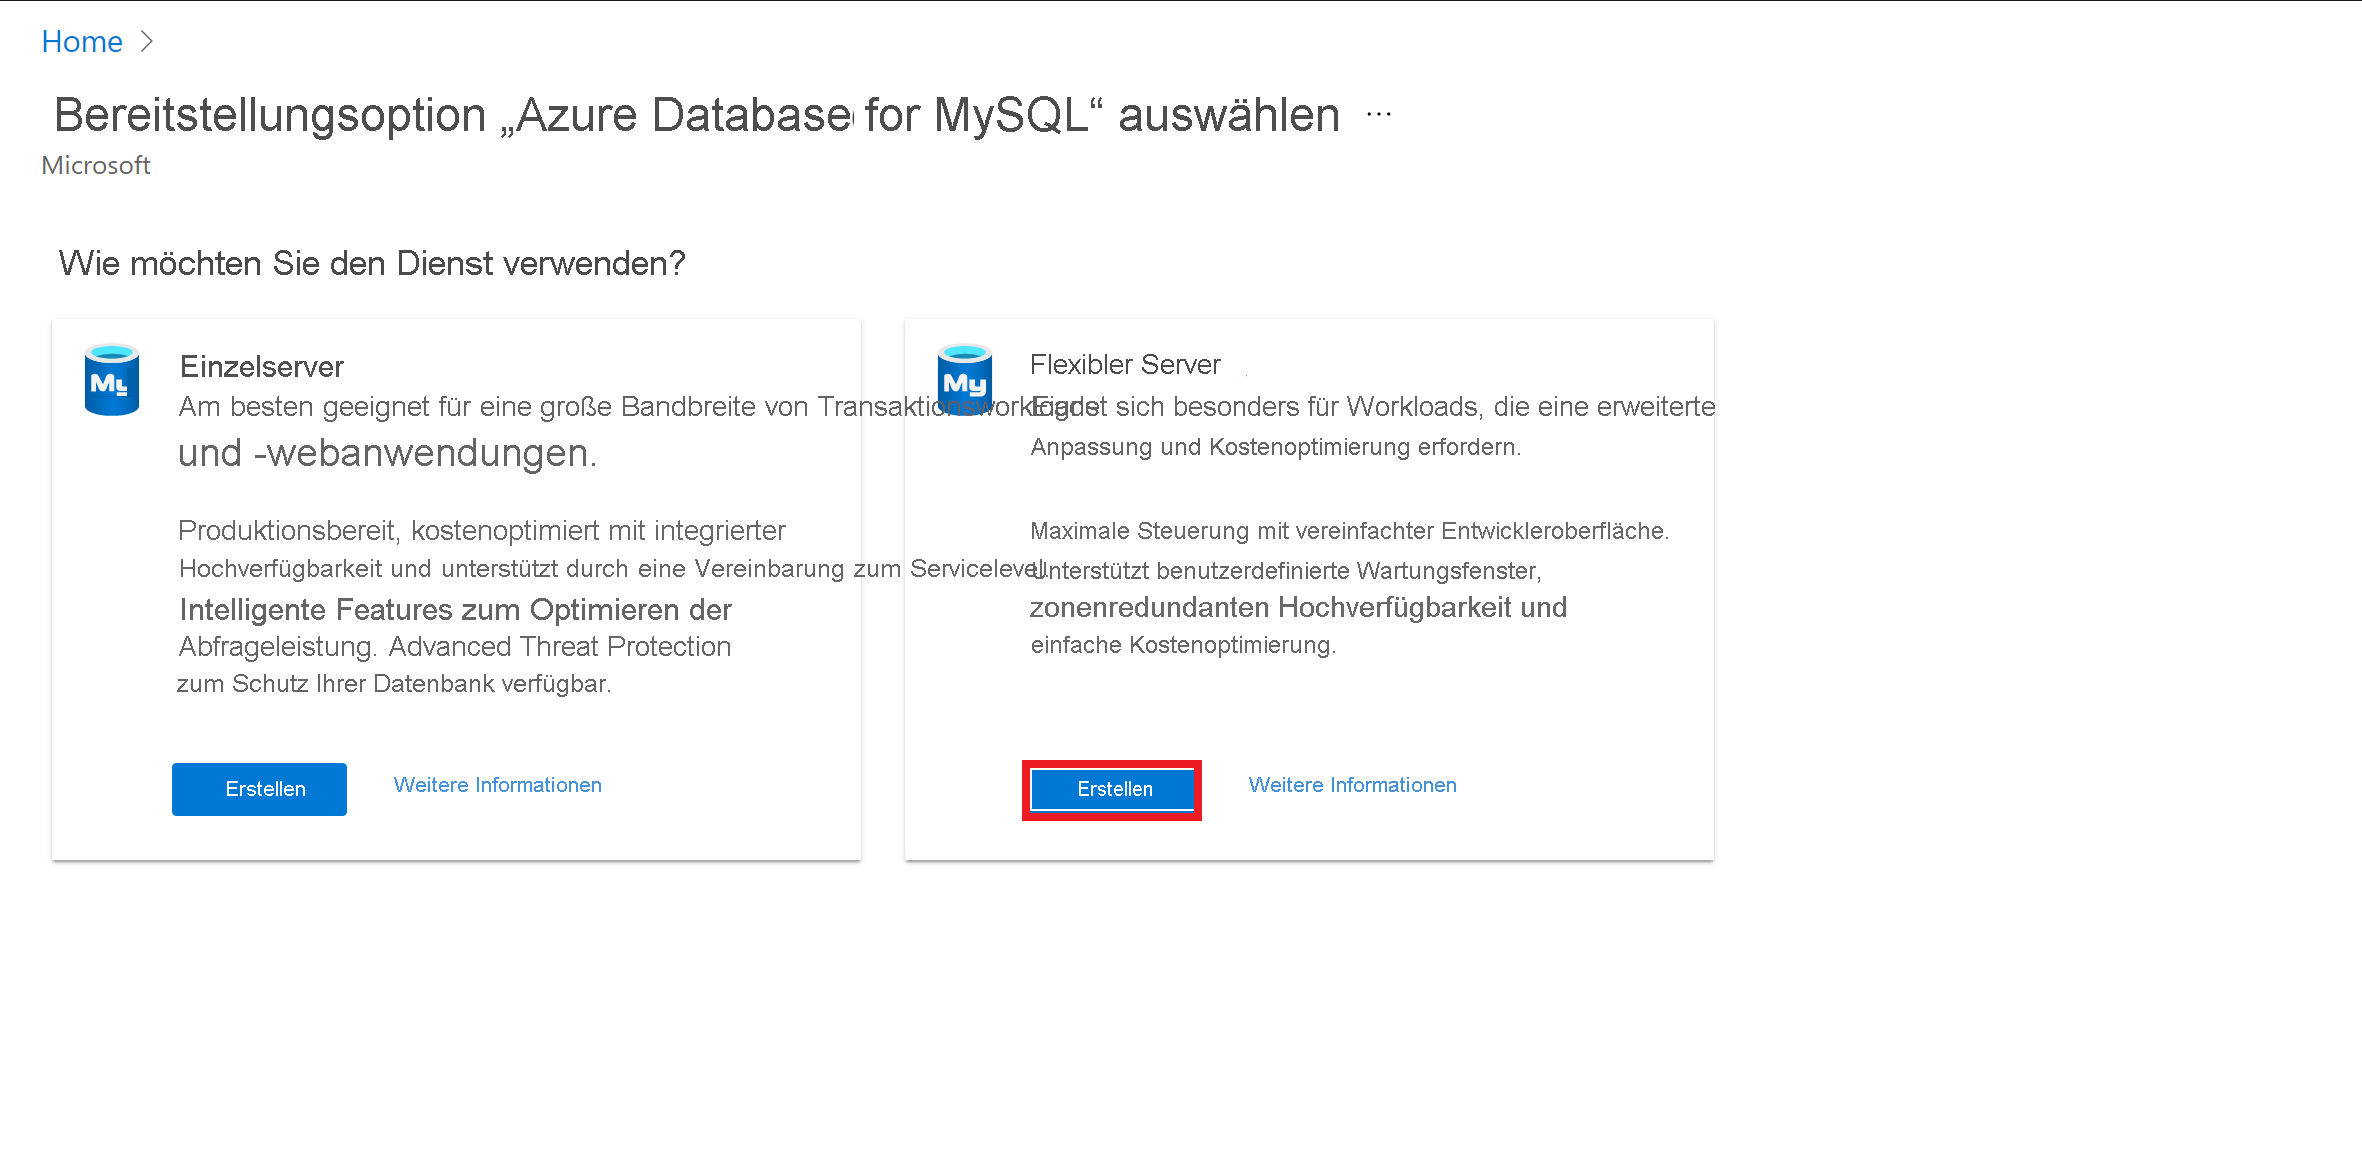 Home
Bereitstellungsoption „Azure Database for MySQL“ auswählen ...
Microsoft
Wie möchten Sie den Dienst verwenden?
My
Einzelserver
Am besten geeignet für eine große Bandbreite von Transaktionsworkloads
und -webanwendungen.
Produktionsbereit, kostenoptimiert mit integrierter
Hochverfügbarkeit und unterstützt durch eine Vereinbarung zum Servicelevel.
Intelligente Features zum Optimieren der
Abfrageleistung. Advanced Threat Protection
zum Schutz Ihrer Datenbank verfügbar.
Erstellen Weitere Informationen
My
Flexibler Server
Eignet sich besonders für Workloads, die eine erweiterte
Anpassung und Kostenoptimierung erfordern.
Maximale Steuerung mit vereinfachter Entwickleroberfläche.
Unterstützt benutzerdefinierte Wartungsfenster,
zonenredundanten Hochverfügbarkeit und
einfache Kostenoptimierung.
Erstellen Weitere Informationen